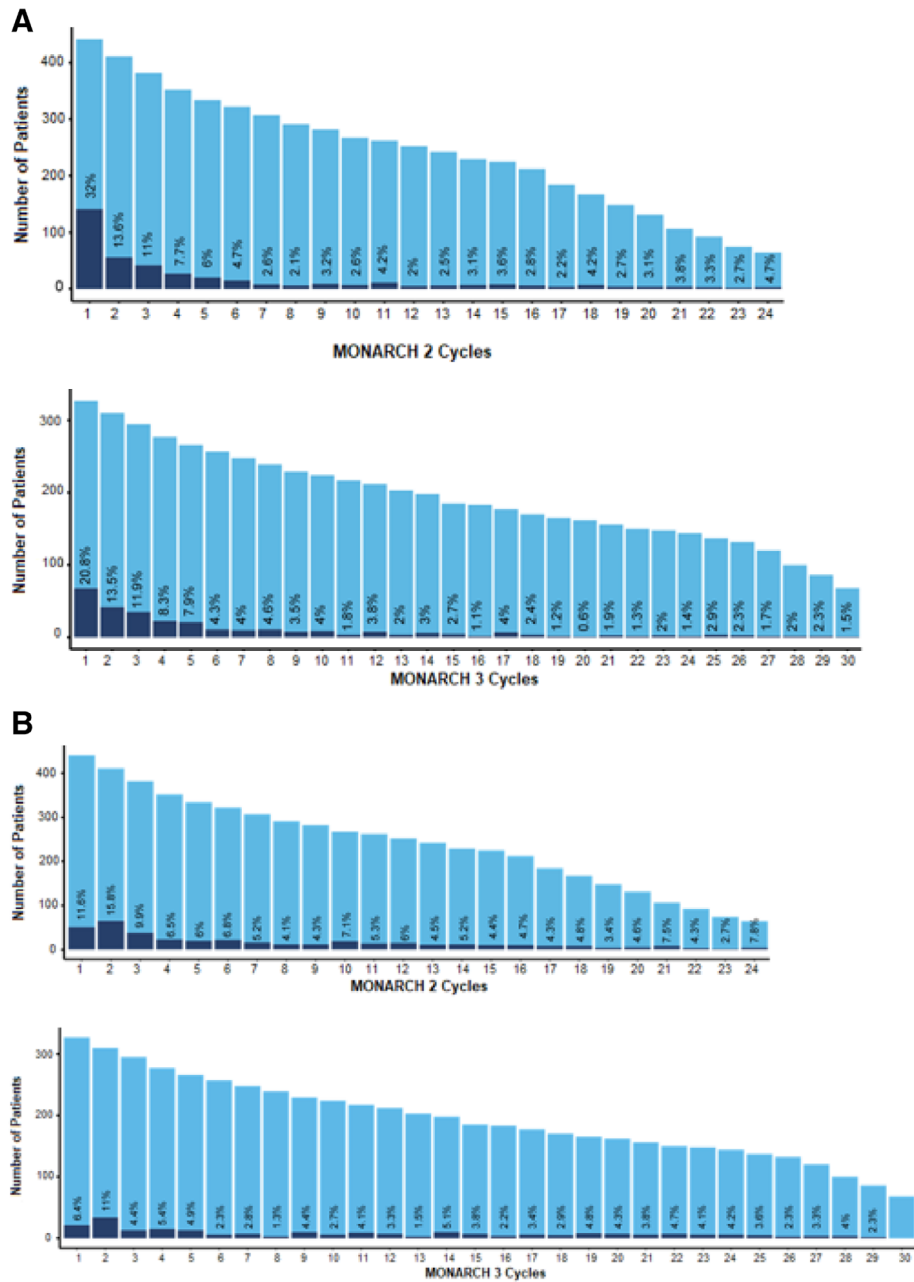 A
Number of Patients
400
300
200
100
0
32% 13.6% 11% 7.7% 6% 4.7% 2.6% 2.1% 3.2% 2.6% 4.2% 2% 2.5% 3.1% 3.6% 2.8% 2.2% 4.2% 2.7% 3.1% 3.8% 3.3% 2.7% 4.7%
1 2 3 4 5 6 7 8 9 10 11 12 13 14 15 16 17 18 19 20 21 22 23 24
MONARCH 2 Cycles
Number of Patients
300
200
100
0
20.8% 13.5% 11.9% 8.3% 7.9% 4.3% 4% 4.6% 3.5% 4% 1.8% 3.8% 2% 3% 2.7% 1.1% 4% 2.4% 1.2% 0.6% 1.9% 1.3% 2% 1.4% 2.9% 2.3% 1.7% 2% 2.3% 1.5%
1 2 3 4 5 6 7 8 9 10 11 12 13 14 15 16 17 18 19 20 21 22 23 24 25 26 27 28 29 30
MONARCH 3 Cycles
B
Number of Patients
400
300
200
100
0
11.6% 15.8% 9.9% 6.5% 6% 6.8% 5.2% 4.1% 4.3% 7.1% 5.3% 6% 4.5% 5.2% 4.4% 4.7% 4.3% 4.8% 3.4% 4.6% 7.5% 4.3% 2.7% 7.8%
1 2 3 4 5 6 7 8 9 10 11 12 13 14 15 16 17 18 19 20 21 22 23 24
MONARCH 2 Cycles
Number of Patients
300
200
100
0
6.4% 11% 4.4% 5.4% 4.9% 2.3% 2.8% 1.3% 4.4% 2.7% 4.1% 3.3% 1.5% 5.1% 3.8% 2.2% 3.4% 2.9% 4.8% 4.3% 3.8% 4.7% 4.1% 4.2% 3.6% 2.3% 3.3% 4% 2.3%
1 2 3 4 5 6 7 8 9 10 11 12 13 14 15 16 17 18 19 20 21 22 23 24 25 26 27 28 29 30
MONARCH 3 Cycles